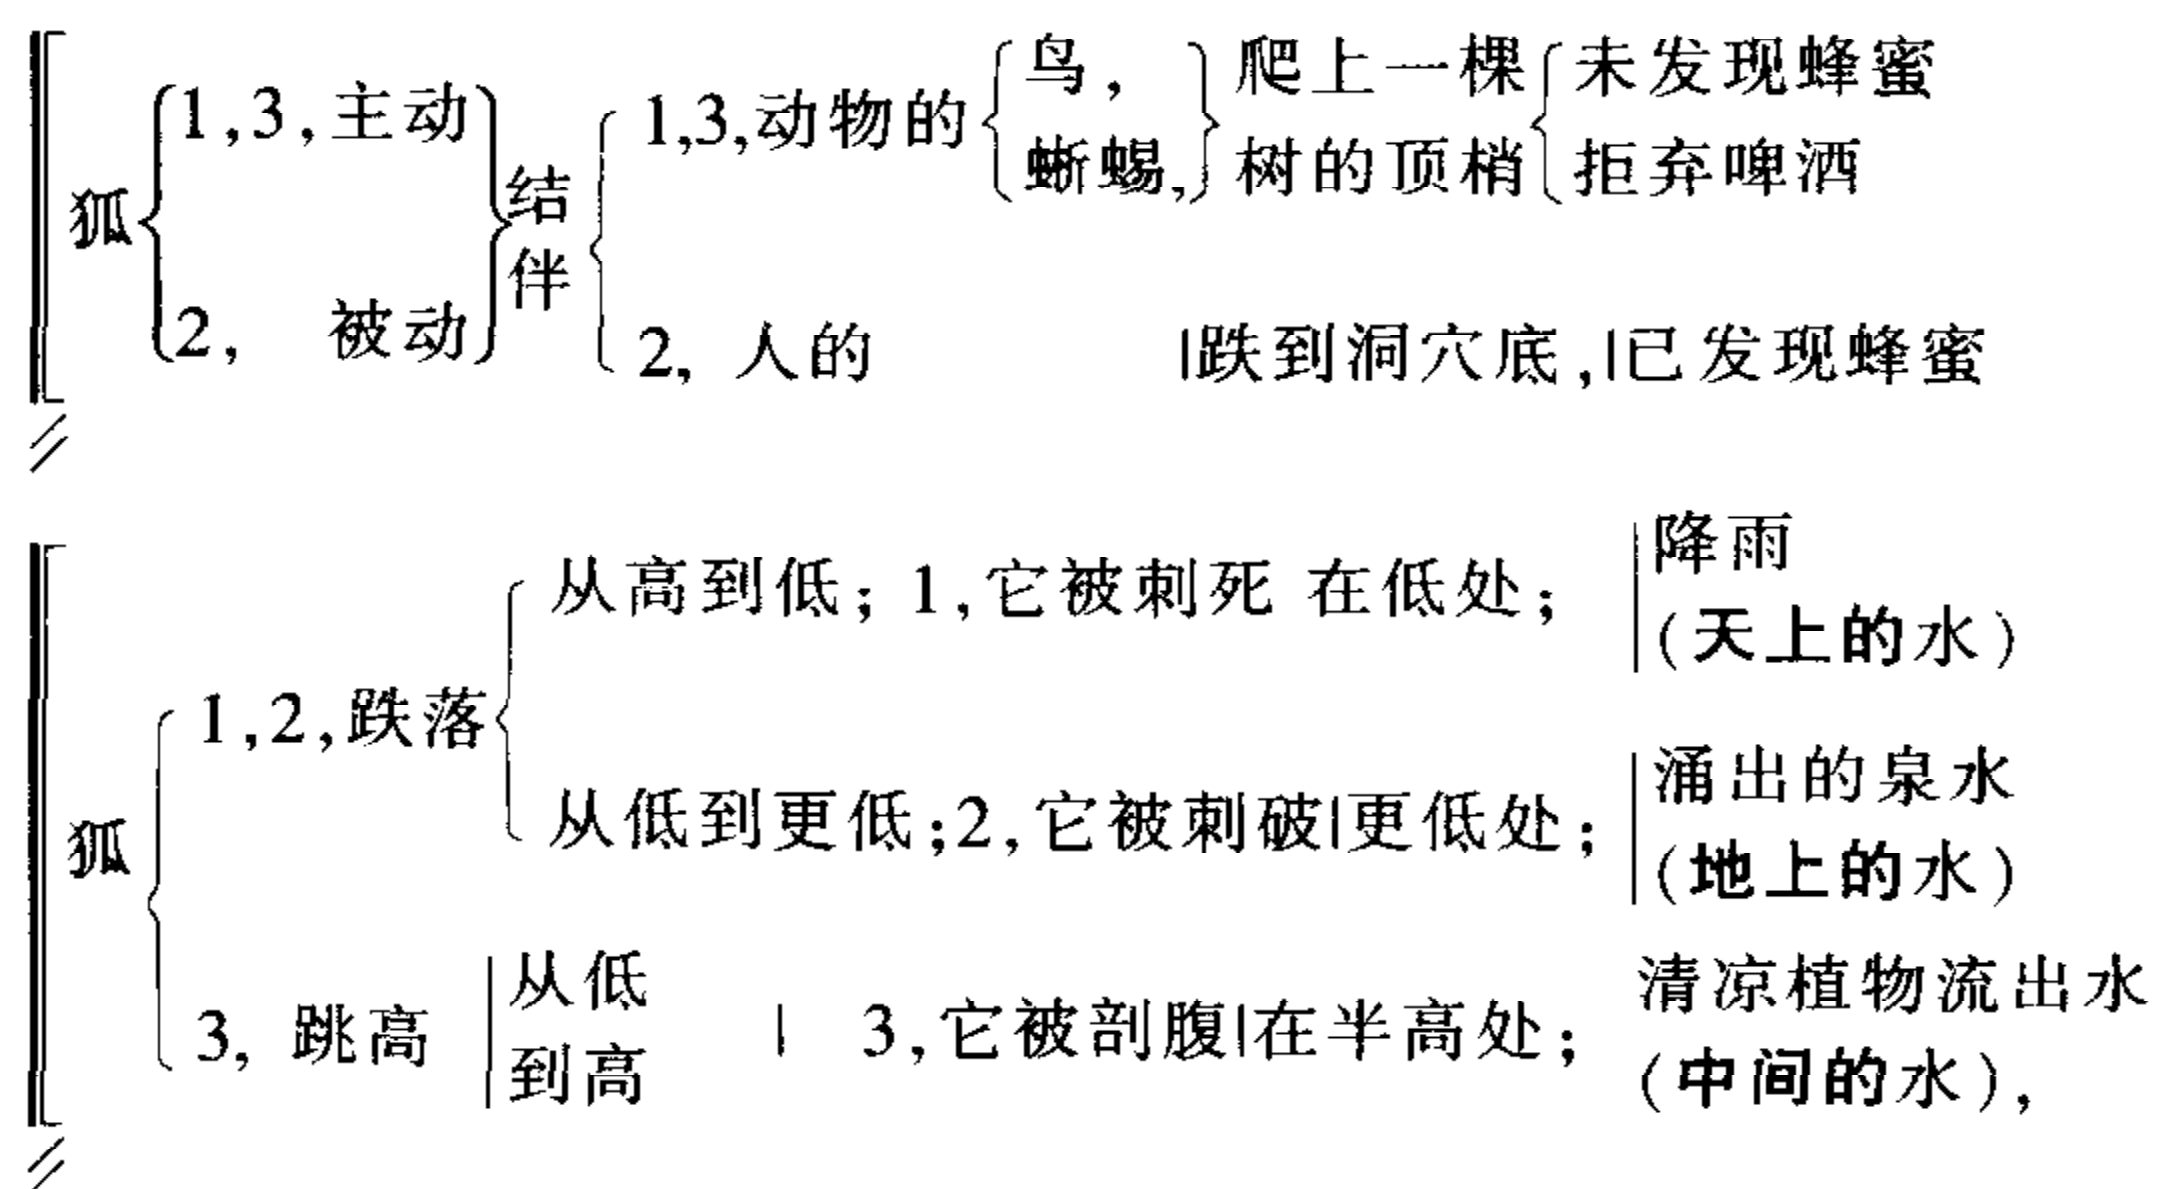 鸟，爬上一棵 未发现蜂蜜
1,3,主动 1,3,动物的
蜥蜴,树的顶梢 拒弃啤酒
狐 结伴
2, 被动 2, 人的 |跌到洞穴底,|已发现蜂蜜
降雨
从高到低；1,它被刺死 在低处；
(天上的水)
1,2,跌落
涌出的泉水
从低到更低;2,它被刺破|更低处；
狐 (地上的水)
从低 清凉植物流出水
3, 跳高 | 3,它被剖腹|在半高处；
到高 (中间的水),